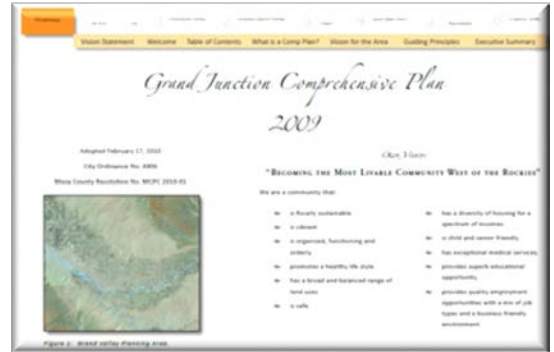 Vision Statement Welcome Table of Contents What is a Comp Plan? Vision for the Area Guiding Principles Executive Summary
Grand Junction Comprehensive Plan
2009
Adopted February 17, 2010
City Ordinance No. 4406
Mesa County Resolution No. MCPC 2010-01
Figure 1: Grand Valley Planning Area.
Our Vision
"BECOMING THE MOST LIVABLE COMMUNITY WEST OF THE ROCKIES"
We are a community that:
is fiscally sustainable
is vibrant
is organized, functioning and
orderly
promotes a healthy life style
has a broad and balanced range of
land uses
is safe
has a diversity of housing for a
spectrum of incomes
is child and senior friendly
has exceptional medical services
provides superb educational
opportunity
provides quality employment
opportunities with a mix of job
types and a business friendly
environment